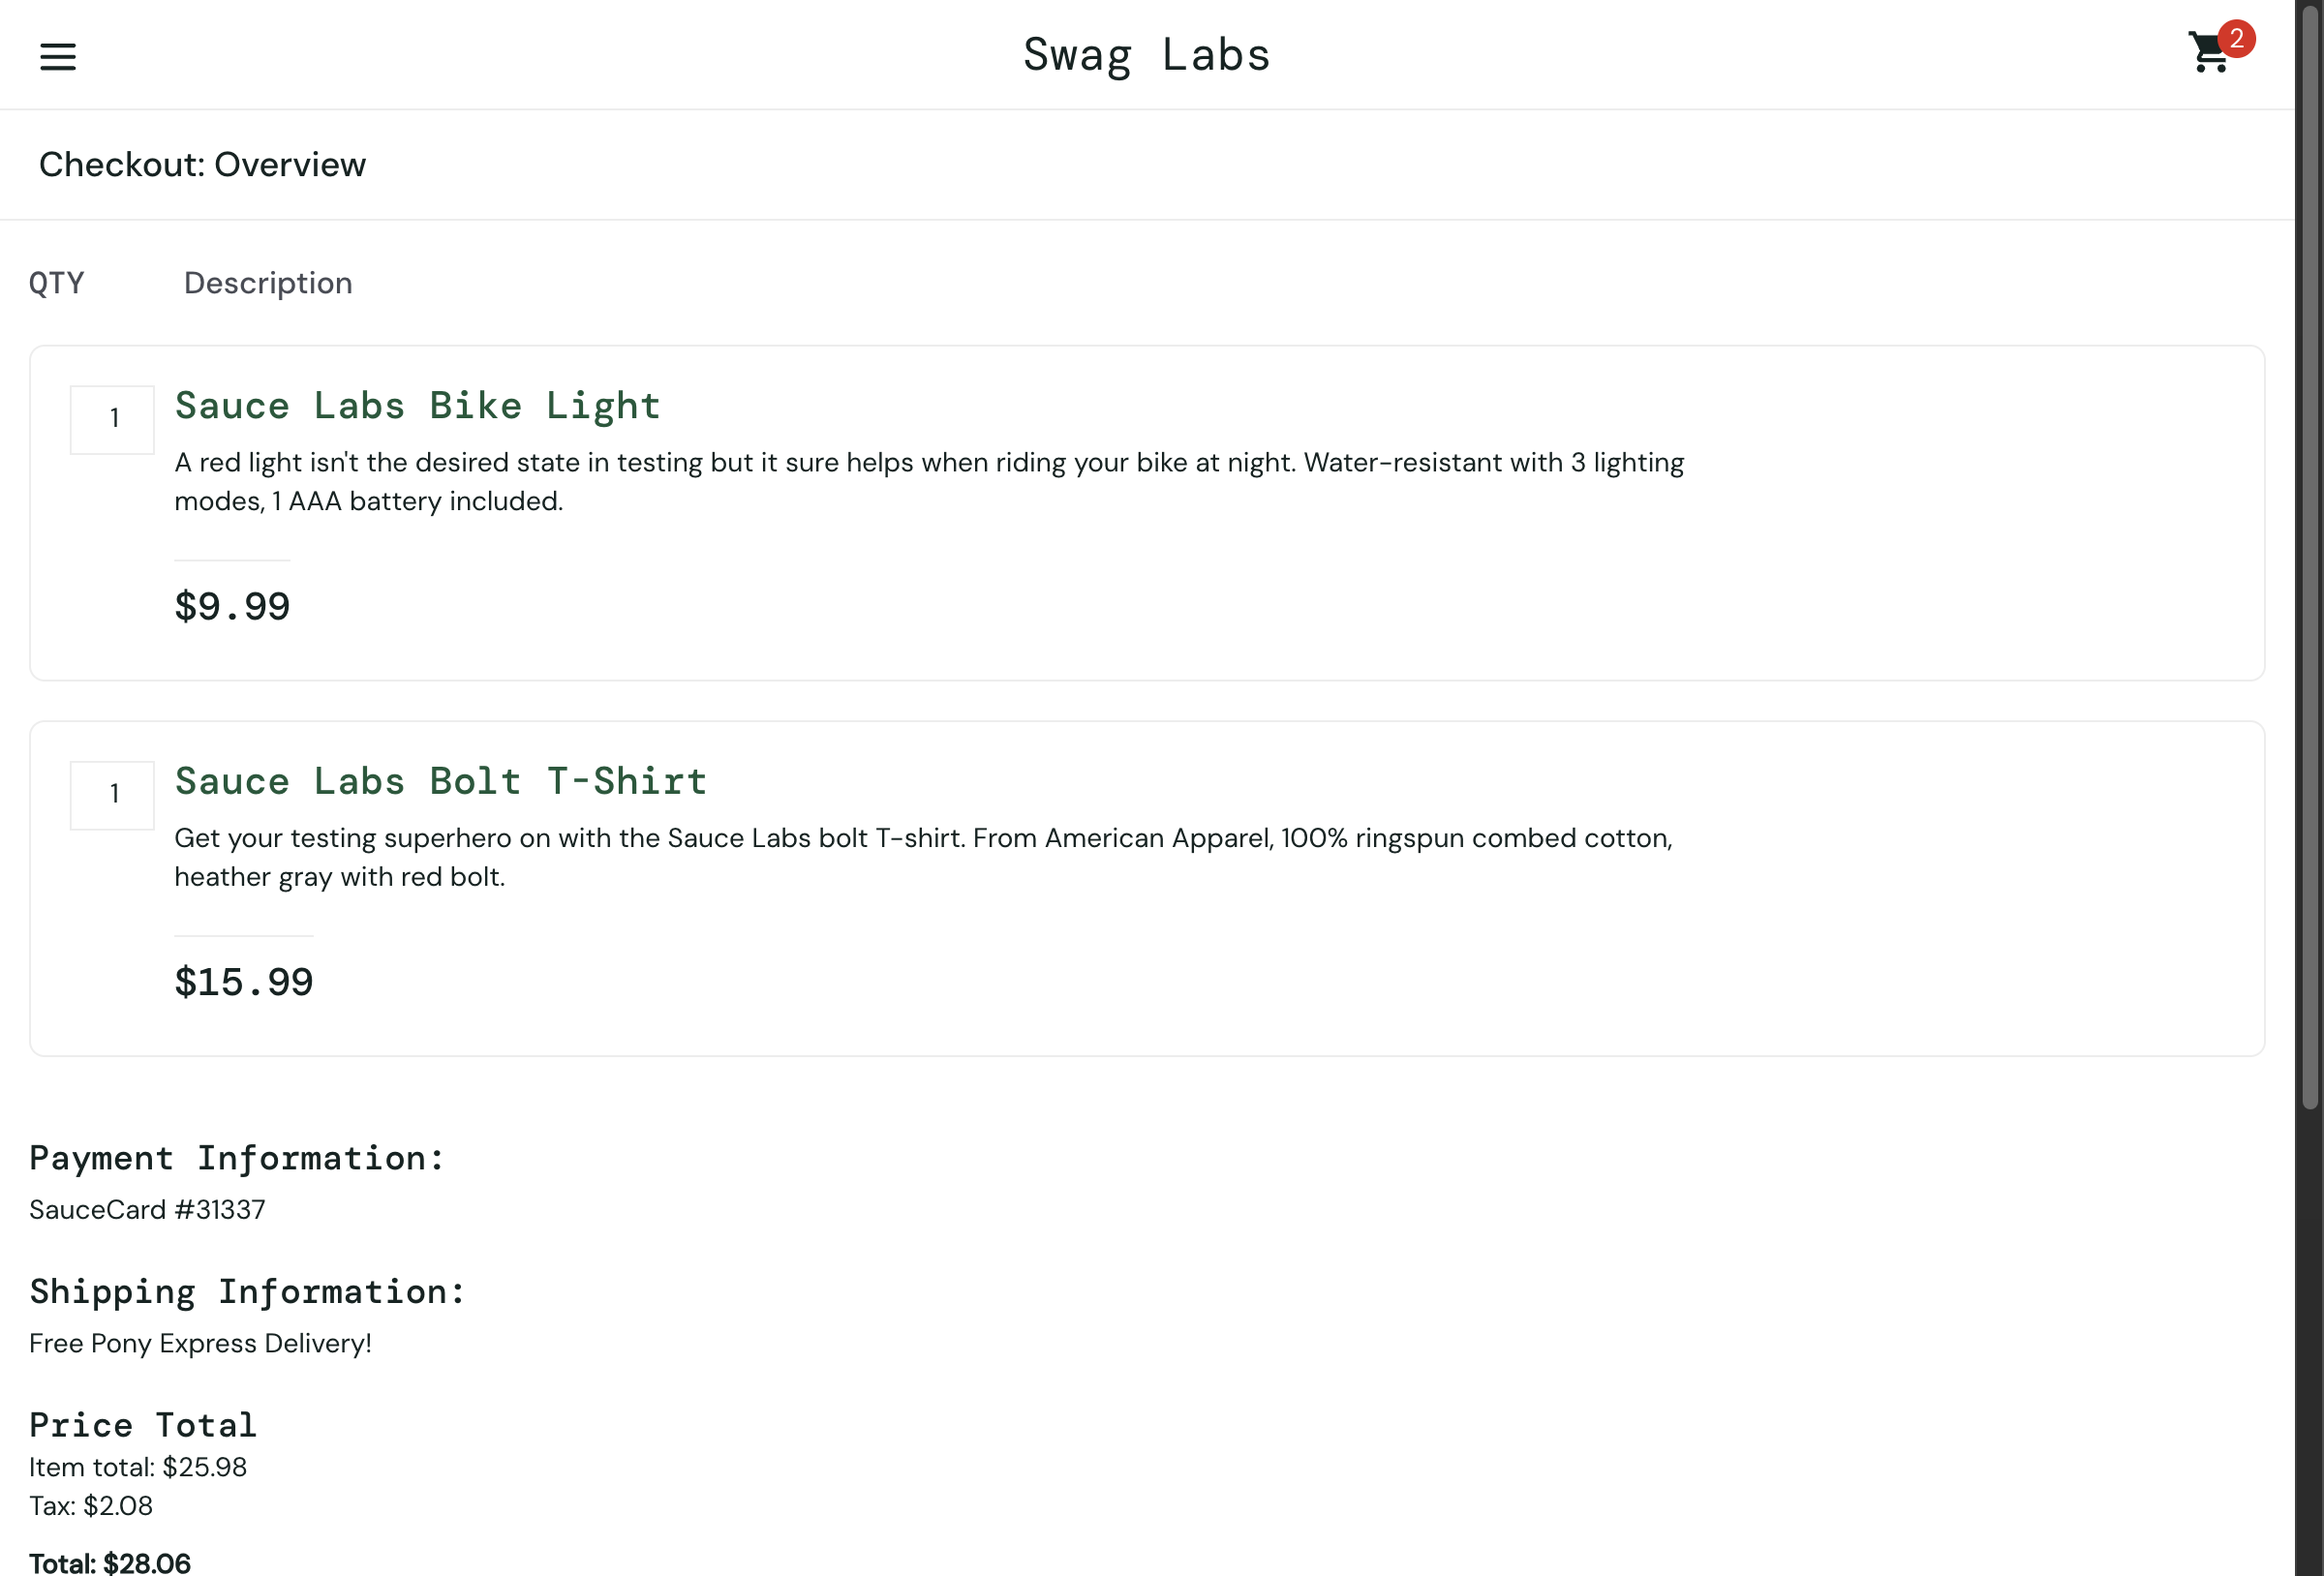 Swag Labs
2
Checkout: Overview
QTY Description
1
Sauce Labs Bike Light
A red light isn't the desired state in testing but it sure helps when riding your bike at night. Water-resistant with 3 lighting
modes, 1 AAA battery included.
$9.99
1
Sauce Labs Bolt T-Shirt
Get your testing superhero on with the Sauce Labs bolt T-shirt. From American Apparel, 100% ringspun combed cotton,
heather gray with red bolt.
$15.99
Payment Information:
SauceCard #31337
Shipping Information:
Free Pony Express Delivery!
Price Total
Item total: $25.98
Tax: $2.08
Total: $28.06